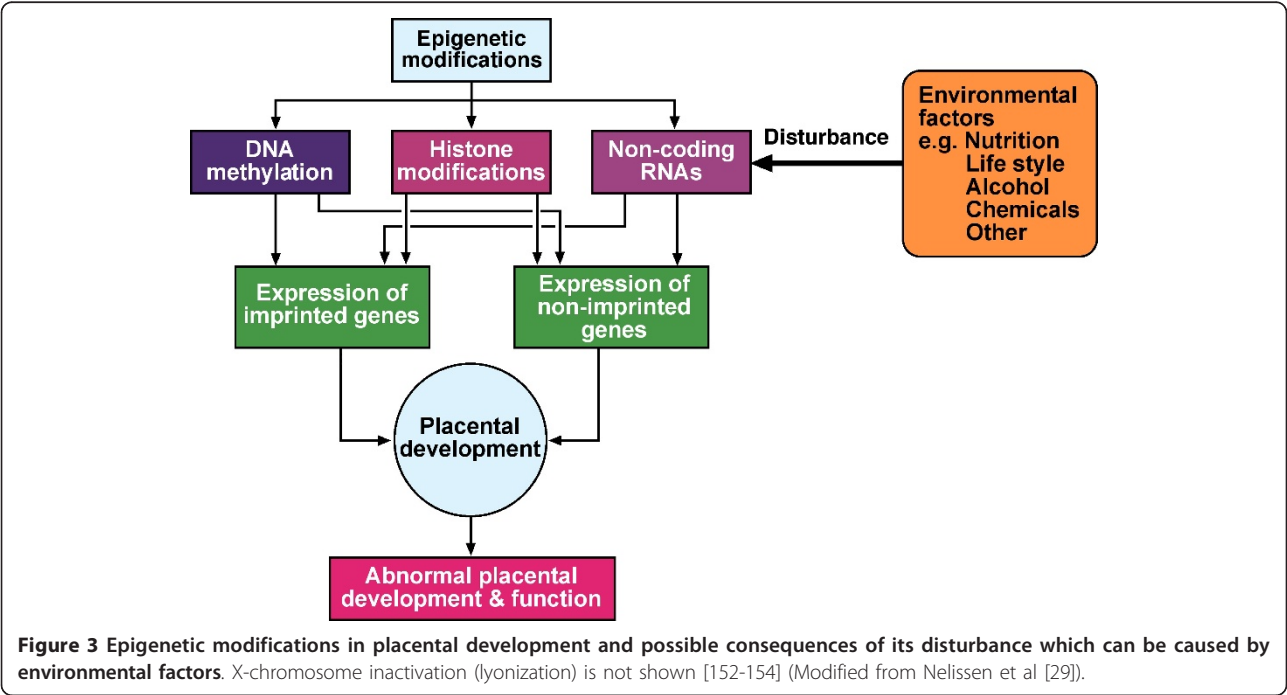 Epigenetic
modifications
Environmental
factors
e.g. Nutrition
Life style
Alcohol
Chemicals
Other
Disturbance
DNA
methylation
Histone
modifications
Non-coding
RNAs
Expression of
imprinted genes
Expression of
non-imprinted
genes
Placental
development
Abnormal placental
development & function
Figure 3 Epigenetic modifications in placental development and possible consequences of its disturbance which can be caused by
environmental factors. X-chromosome inactivation (lyonization) is not shown [152-154] (Modified from Nelissen et al [29]).